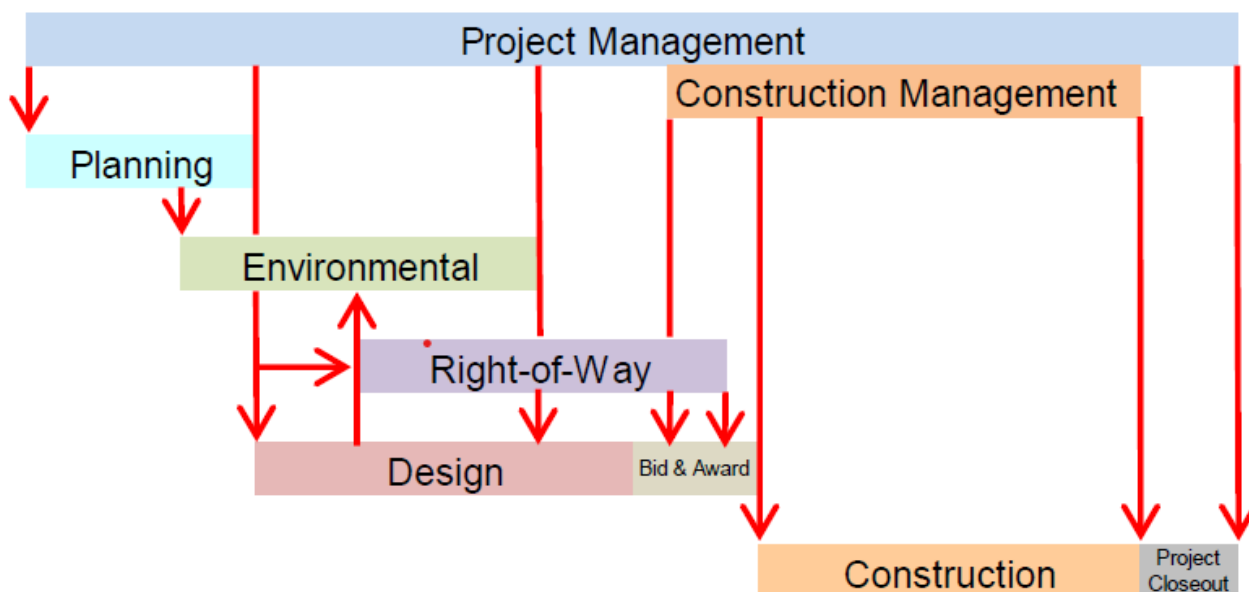 Project Management
Construction Management
Planning
Environmental
Right-of-Way
Design
Bid & Award
Construction
Project
Closeout